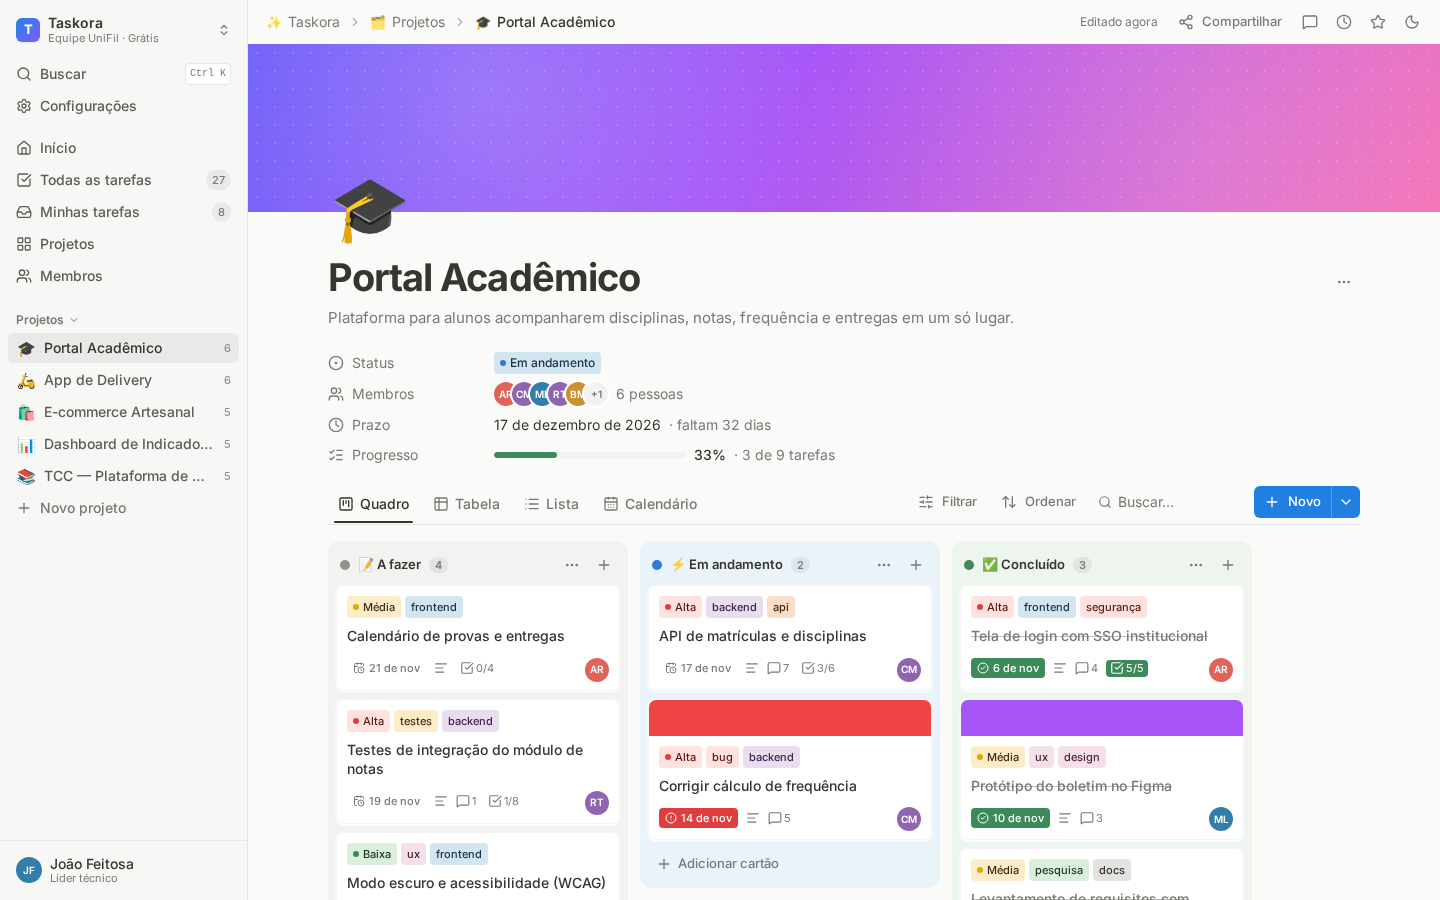 T
Taskora
Equipe UniFil · Grátis
Buscar
Ctrl K
Configurações
Início
Todas as tarefas
27
Minhas tarefas
8
Projetos
Membros
Projetos
Portal Acadêmico
6
App de Delivery
6
E-commerce Artesanal
5
Dashboard de Indicado...
5
TCC — Plataforma de ...
5
Novo projeto
JF
João Feitosa
Líder técnico
Taskora
Projetos
Portal Acadêmico
Editado agora
Compartilhar
Portal Acadêmico
Plataforma para alunos acompanharem disciplinas, notas, frequência e entregas em um só lugar.
Status
Em andamento
Membros
AR CM ML RT BM +1 6 pessoas
Prazo
17 de dezembro de 2026 · faltam 32 dias
Progresso
33% · 3 de 9 tarefas
Quadro
Tabela
Lista
Calendário
Filtrar
Ordenar
Buscar...
Novo
A fazer 4
Média frontend
Calendário de provas e entregas
21 de nov 0/4 AR
Alta testes backend
Testes de integração do módulo de
notas
19 de nov 1 1/8 RT
Baixa ux frontend
Modo escuro e acessibilidade (WCAG)
Em andamento 2
Alta backend api
API de matrículas e disciplinas
17 de nov 7 3/6 CM
Alta bug backend
Corrigir cálculo de frequência
14 de nov 5 CM
Adicionar cartão
Concluído 3
Alta frontend segurança
Tela de login com SSO institucional
6 de nov 4 5/5 AR
Média ux design
Protótipo do boletim no Figma
10 de nov 3 ML
Média pesquisa docs
Levantamento de requisitos com